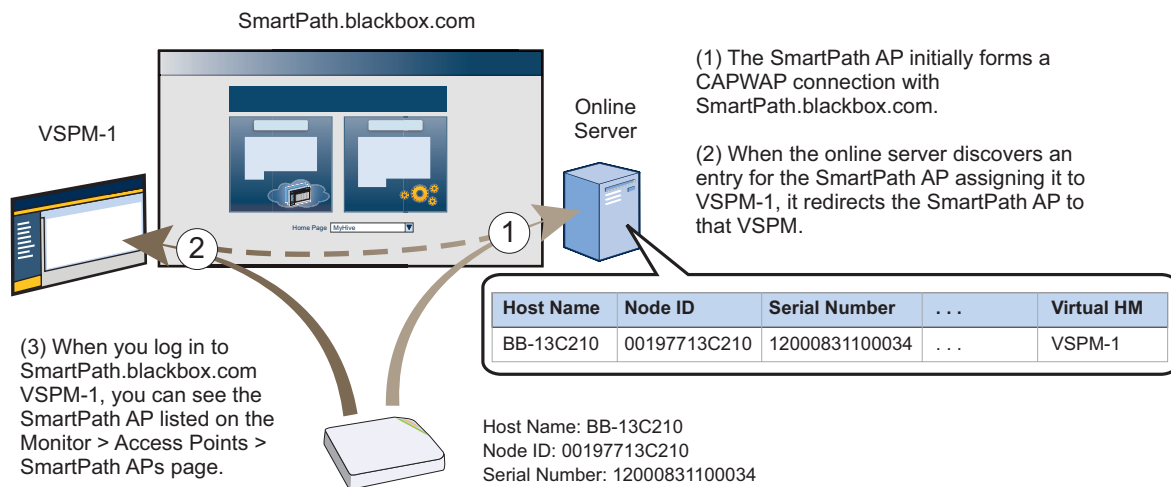 SmartPath.blackbox.com
(1) The SmartPath AP initially forms a
CAPWAP connection with
SmartPath.blackbox.com.
(2) When the online server discovers an
entry for the SmartPath AP assigning it to
VSPM-1, it redirects the SmartPath AP to
that VSPM.
Online
Server
VSPM-1
Home Page MyHive
1
2
Host Name Node ID Serial Number . . . Virtual HM
BB-13C210 00197713C210 12000831100034 . . . VSPM-1
(3) When you log in to
SmartPath.blackbox.com
VSPM-1, you can see the
SmartPath AP listed on the
Monitor > Access Points >
SmartPath APs page.
Host Name: BB-13C210
Node ID: 00197713C210
Serial Number: 12000831100034